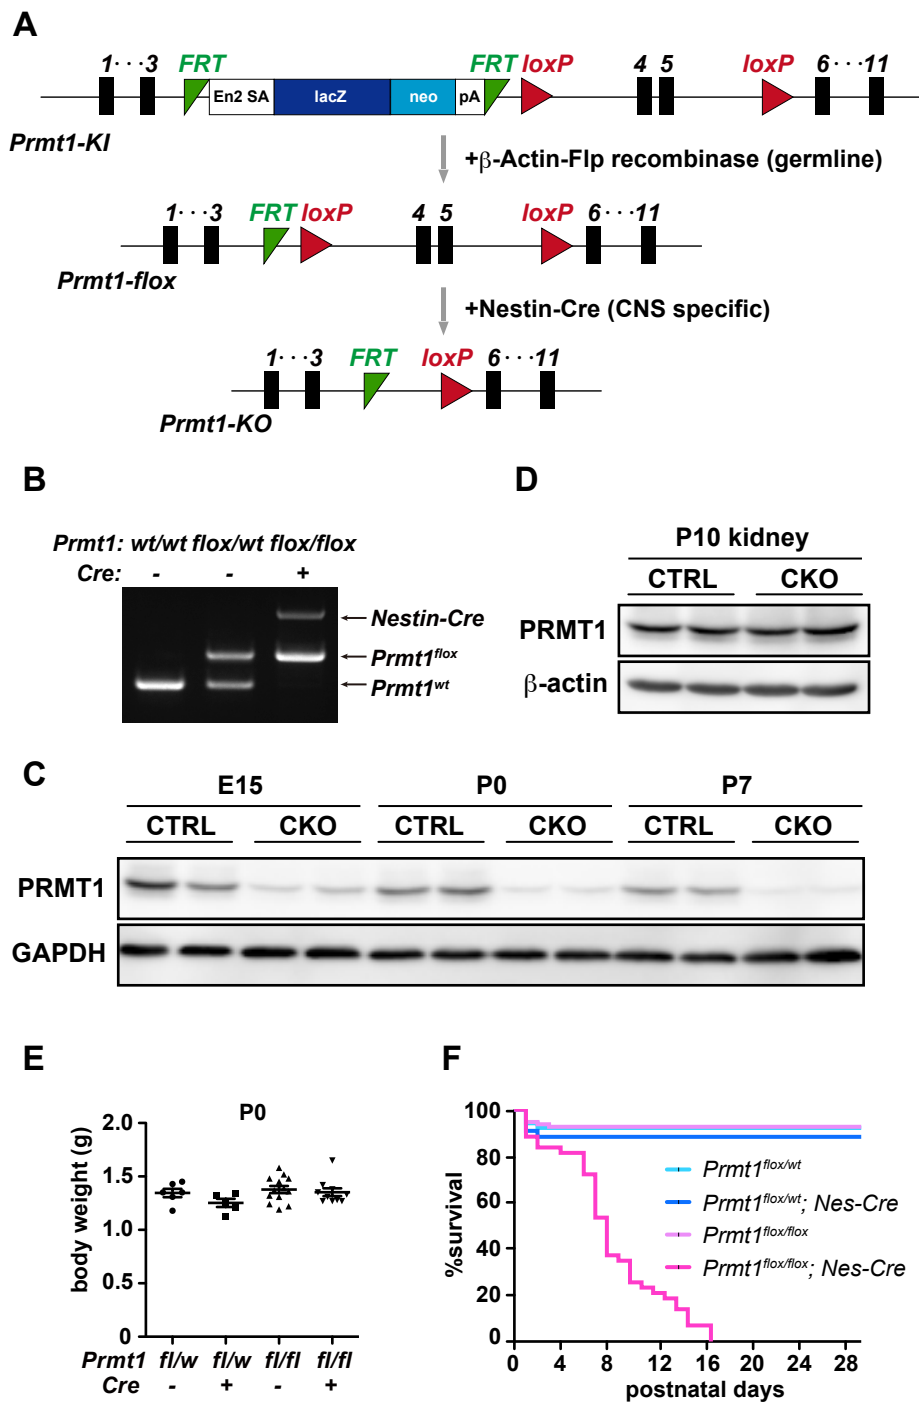 A
1···3 FRT FRT loxP 4 5 loxP 6···11
En2 SA lacZ neo pA
Prmt1-KI
+β-Actin-Flp recombinase (germline)
1···3 FRT loxP 4 5 loxP 6···11
Prmt1-flox
+Nestin-Cre (CNS specific)
1···3 FRT loxP 6···11
Prmt1-KO
B
Prmt1: wt/wt flox/wt flox/flox
Cre: - - +
Nestin-Cre
Prmt1flox
Prmt1wt
D
P10 kidney
CTRL CKO
PRMT1
β-actin
C
E15 P0 P7
CTRL CKO CTRL CKO CTRL CKO
PRMT1
GAPDH
E
P0
body weight (g)
2.0
1.5
1.0
0.5
0
Prmt1 fl/w fl/w fl/fl fl/fl
Cre - + - +
F
%survival
100
80
60
40
20
0
Prmt1flox/wt
Prmt1flox/wt; Nes-Cre
Prmt1flox/flox
Prmt1flox/flox; Nes-Cre
0 4 8 12 16 20 24 28
postnatal days